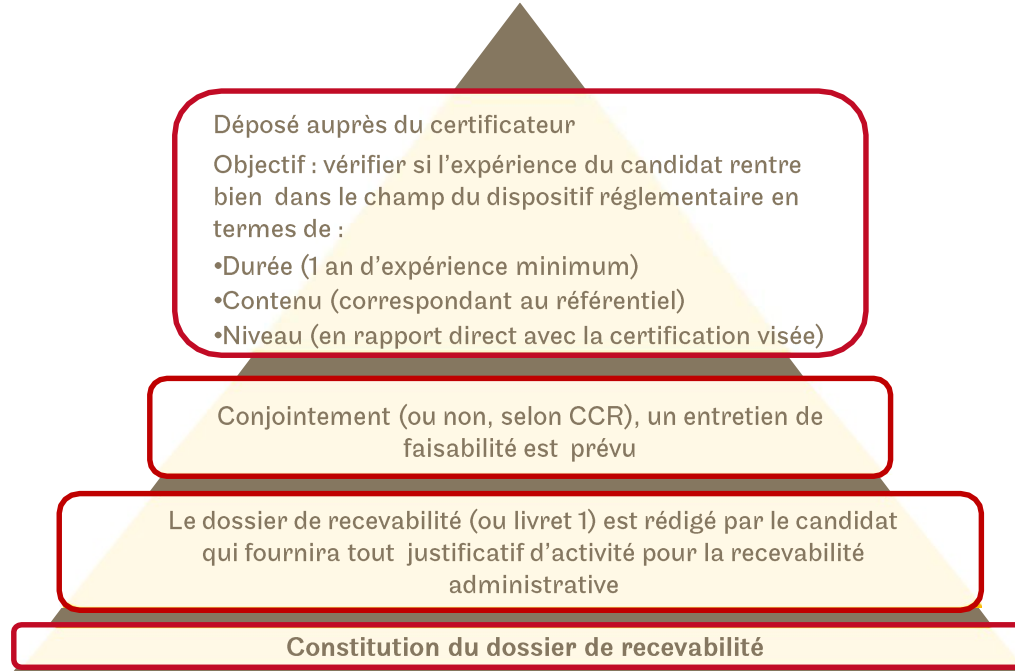 Déposé auprès du certificateur
Objectif : vérifier si l’expérience du candidat rentre
bien dans le champ du dispositif réglementaire en
termes de :
•Durée (1 an d’expérience minimum)
•Contenu (correspondant au référentiel)
•Niveau (en rapport direct avec la certification visée)
Conjointement (ou non, selon CCR), un entretien de
faisabilité est prévu
Le dossier de recevabilité (ou livret 1) est rédigé par le candidat
qui fournira tout justificatif d’activité pour la recevabilité
administrative
Constitution du dossier de recevabilité